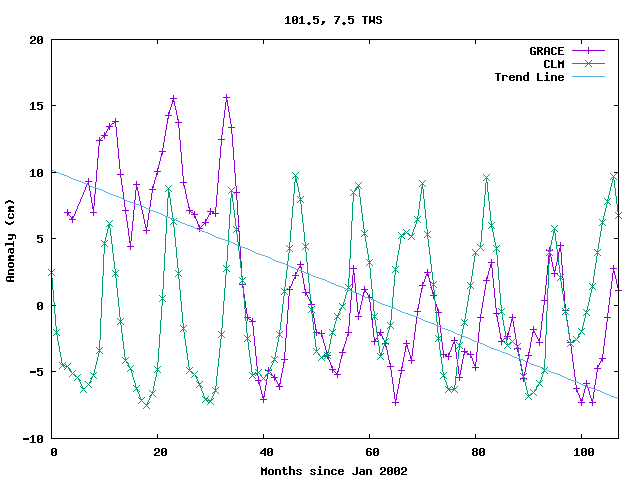 101.5, 7.5 TWS
GRACE
CLM
Trend Line
20
15
10
5
0
-5
-10
Anomaly (cm)
0 20 40 60 80 100
Months since Jan 2002